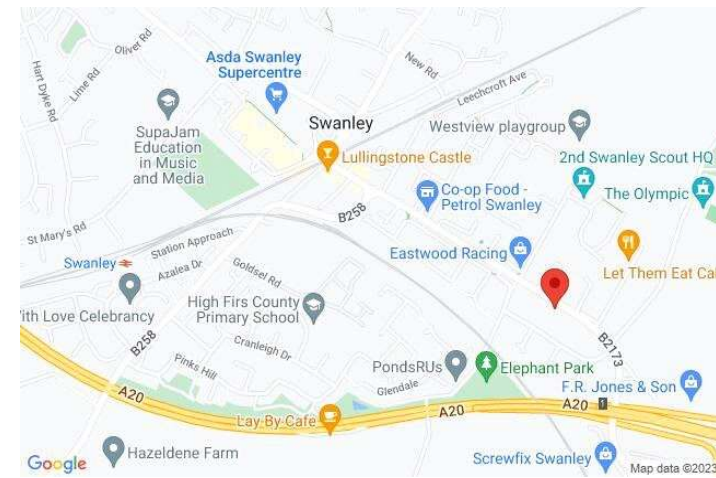 Oliver Rd
Hart Dyke Rd
Lime Rd
Asda Swanley
Supercentre
New Rd
Leechcroft Ave
SupaJam
Education
in Music
and Media
Swanley
Westview playgroup
Lullingstone Castle
2nd Swanley Scout HQ
The Olympic
Co-op Food -
Petrol Swanley
B258
St Mary's Rd
Station Approach
Eastwood Racing
Let Them Eat Cal
Swanley
Azalea Dr
Goldsel Rd
ith Love Celebrancy
High Firs County
Primary School
B258
Cranleigh Dr
Pinks Hill
B2173
PondsRUs
Elephant Park
Glendale
F.R. Jones & Son
A20
A20
A20
Lay By Cafe
Hazeldene Farm
Screwfix Swanley
Google
Map data ©2023